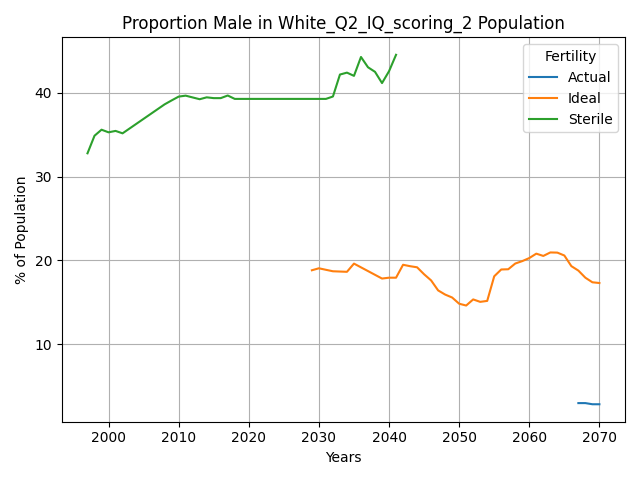 Proportion Male in White_Q2_IQ_scoring_2 Population
Fertility
Actual
Ideal
Sterile
% of Population
40
30
20
10
2000 2010 2020 2030 2040 2050 2060 2070
Years